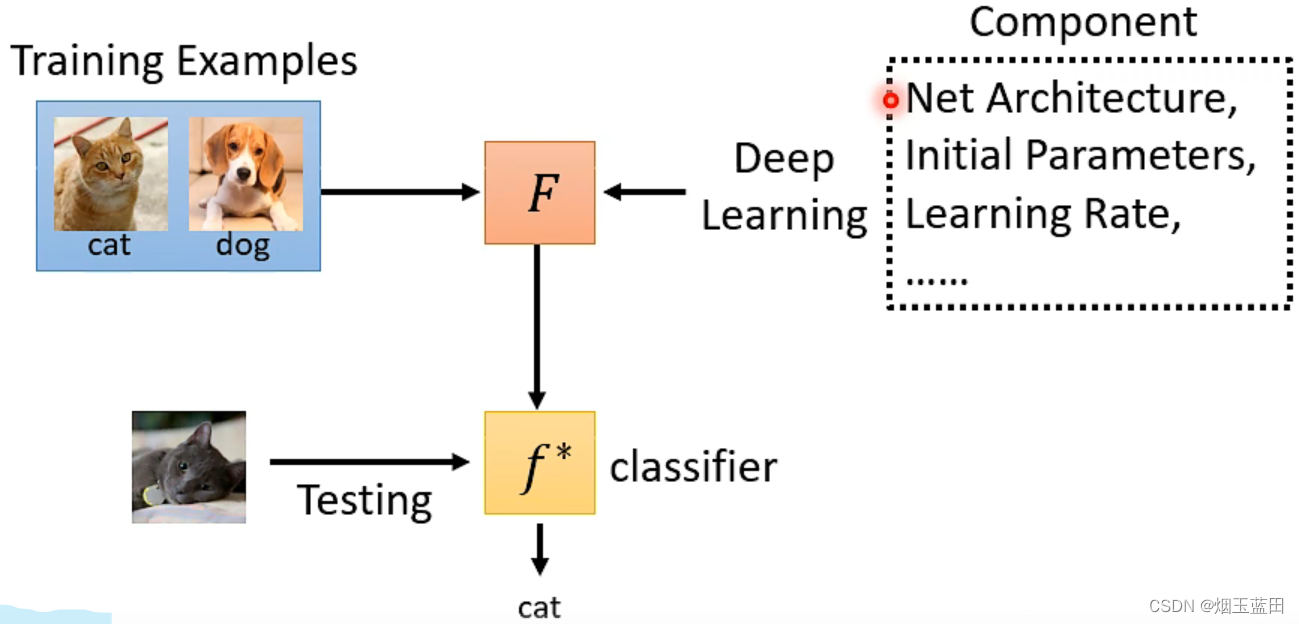 Component
Training Examples
Net Architecture,
Initial Parameters,
Learning Rate,
......
Deep
Learning
F
cat
dog
f*
classifier
Testing
cat
CSDN @烟玉蓝田